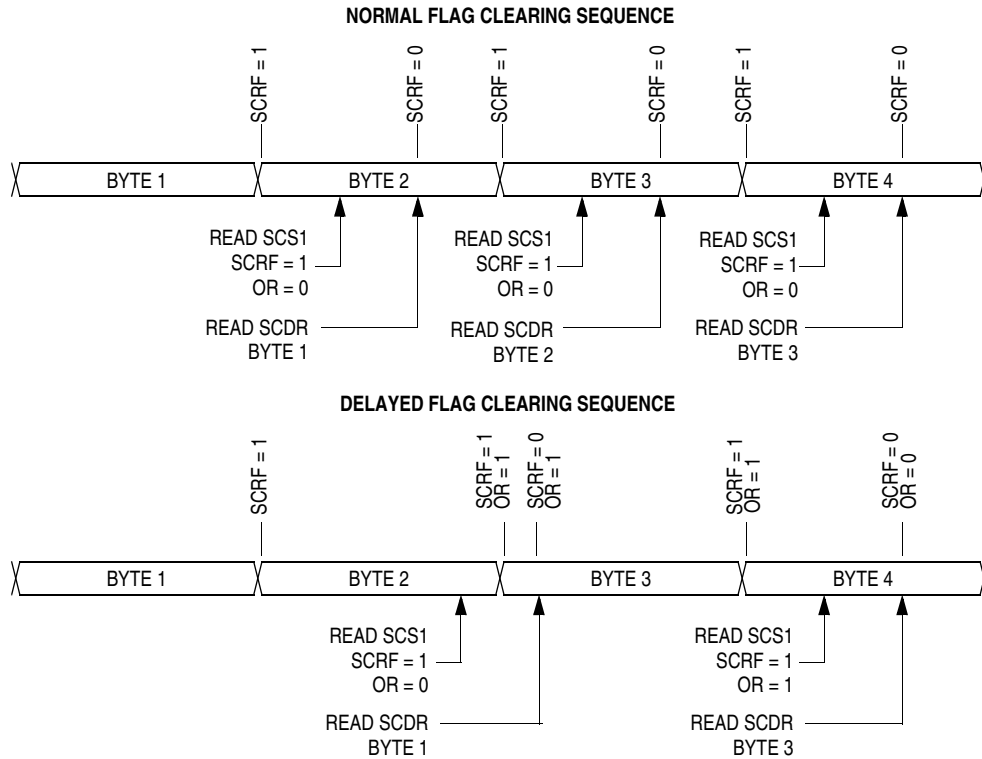 NORMAL FLAG CLEARING SEQUENCE
SCRF = 1
SCRF = 0
SCRF = 1
SCRF = 0
SCRF = 1
SCRF = 0
BYTE 1
BYTE 2
BYTE 3
BYTE 4
READ SCS1
SCRF = 1
OR = 0
READ SCDR
BYTE 1
READ SCS1
SCRF = 1
OR = 0
READ SCDR
BYTE 2
READ SCS1
SCRF = 1
OR = 0
READ SCDR
BYTE 3
DELAYED FLAG CLEARING SEQUENCE
SCRF = 1
SCRF = 1
OR = 1
SCRF = 0
OR = 1
SCRF = 1
OR = 1
SCRF = 0
OR = 0
BYTE 1
BYTE 2
BYTE 3
BYTE 4
READ SCS1
SCRF = 1
OR = 0
READ SCDR
BYTE 1
READ SCS1
SCRF = 1
OR = 1
READ SCDR
BYTE 3